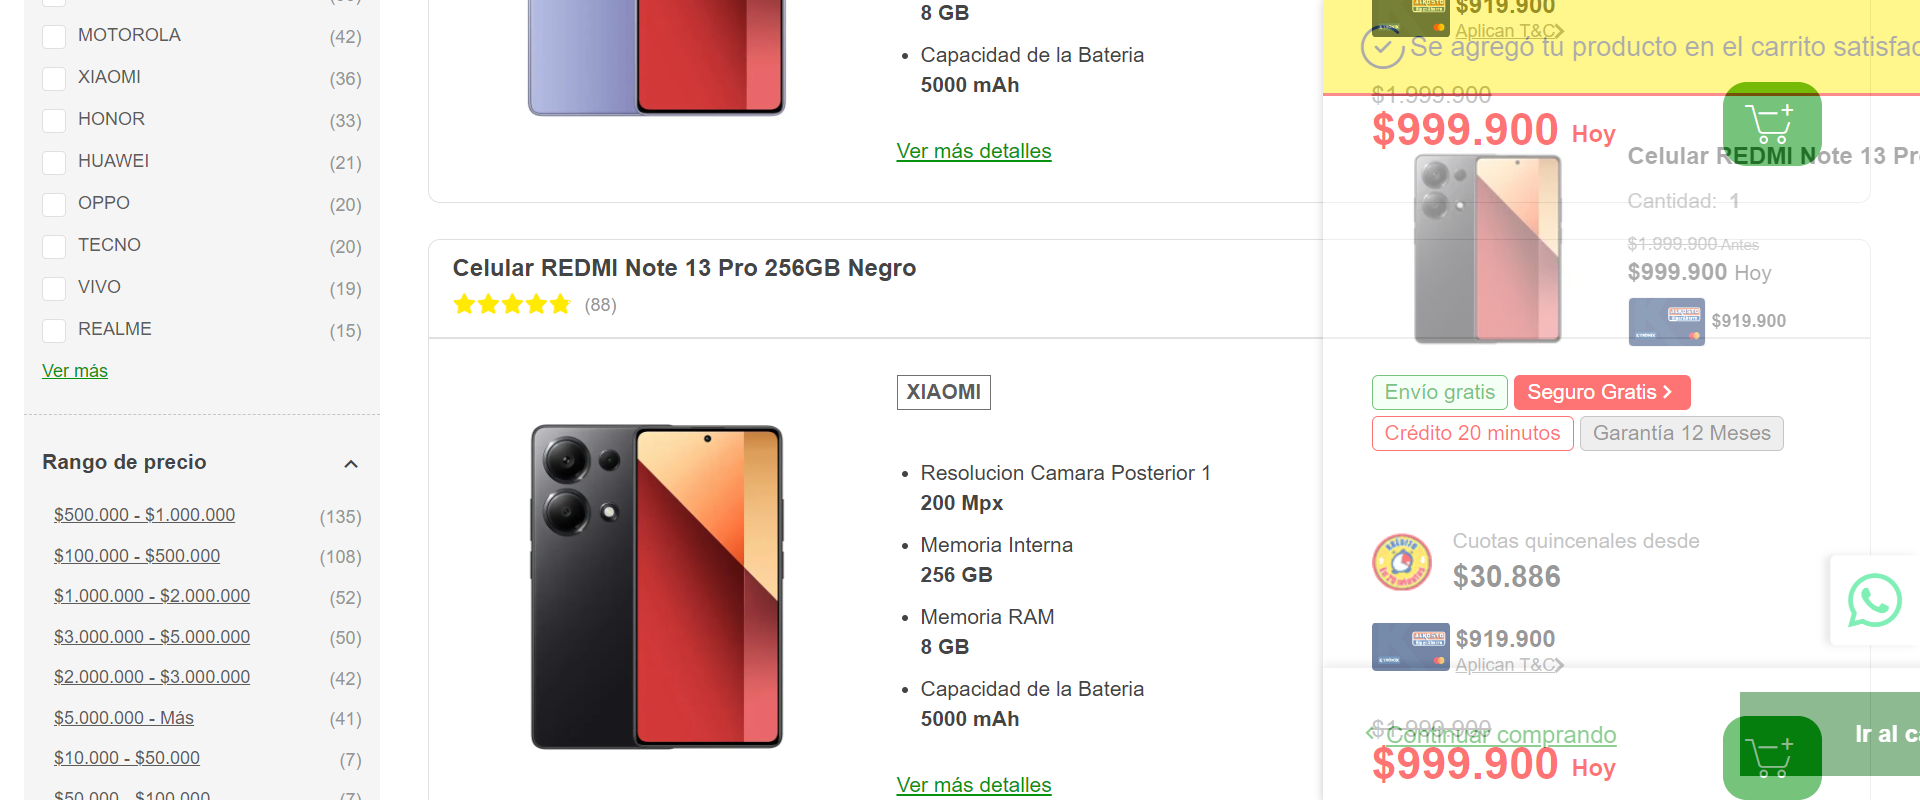 MOTOROLA (42)
XIAOMI (36)
HONOR (33)
HUAWEI (21)
OPPO (20)
TECNO (20)
VIVO (19)
REALME (15)
Ver más
Rango de precio
$500.000 - $1.000.000 (135)
$100.000 - $500.000 (108)
$1.000.000 - $2.000.000 (52)
$3.000.000 - $5.000.000 (50)
$2.000.000 - $3.000.000 (42)
$5.000.000 - Más (41)
$10.000 - $50.000 (7)
$50.000 - $100.000 (7)
8 GB
Capacidad de la Bateria
5000 mAh
Ver más detalles
Celular REDMI Note 13 Pro 256GB Negro
(88)
XIAOMI
Resolucion Camara Posterior 1
200 Mpx
Memoria Interna
256 GB
Memoria RAM
8 GB
Capacidad de la Bateria
5000 mAh
Ver más detalles
$919.900
Aplican T&C
Se agregó tu producto en el carrito satisfac
$1.999.900
$999.900 Hoy
Celular REDMI Note 13 Pr
Cantidad: 1
$1.999.900 Antes
$999.900 Hoy
$919.900
Envío gratis
Seguro Gratis
Crédito 20 minutos
Garantía 12 Meses
Cuotas quincenales desde
$30.886
ALKOSTO
$919.900
Aplican T&C
$1.999.900
Continuar comprando
$999.900 Hoy
Ir al ca